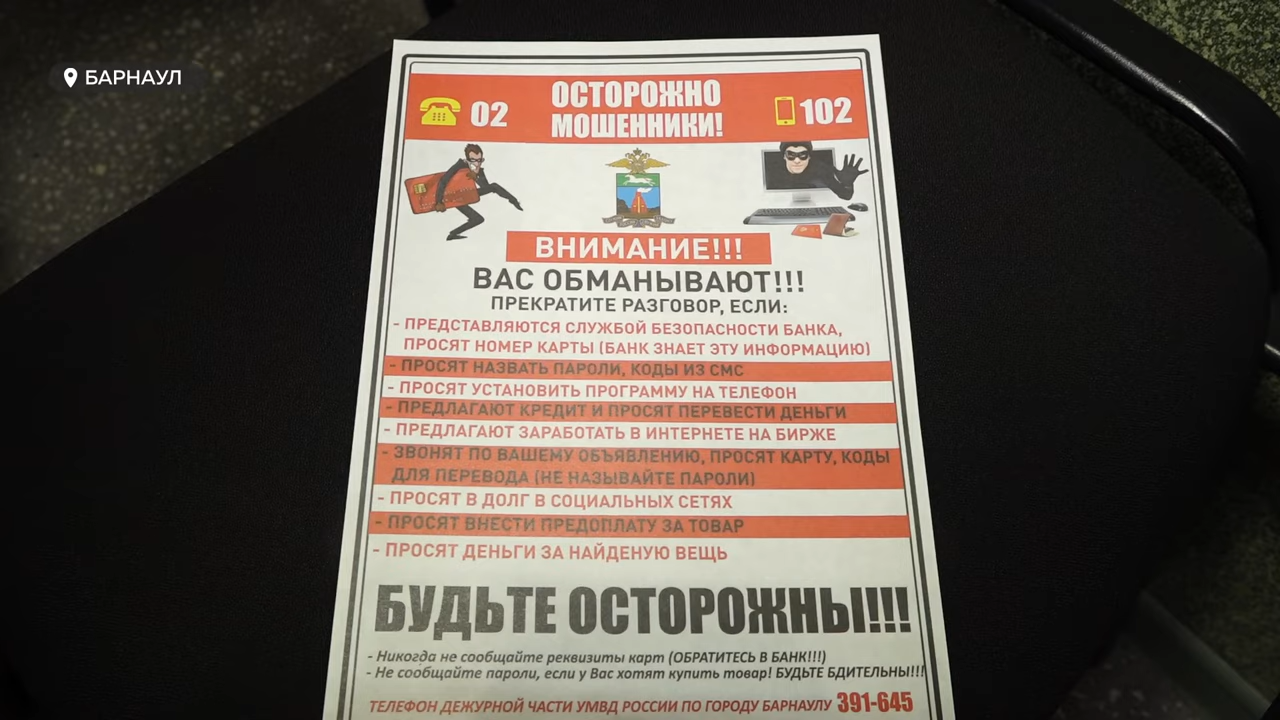 БАРНАУЛ
02
ОСТОРОЖНО
МОШЕННИКИ!
102
ВНИМАНИЕ!!!
ВАС ОБМАНЫВАЮТ!!!
ПРЕКРАТИТЕ РАЗГОВОР, ЕСЛИ:
- ПРЕДСТАВЛЯЮТСЯ СЛУЖБОЙ БЕЗОПАСНОСТИ БАНКА,
ПРОСЯТ НОМЕР КАРТЫ (БАНК ЗНАЕТ ЭТУ ИНФОРМАЦИЮ)
- ПРОСЯТ НАЗВАТЬ ПАРОЛИ, КОДЫ ИЗ СМС
- ПРОСЯТ УСТАНОВИТЬ ПРОГРАММУ НА ТЕЛЕФОН
- ПРЕДЛАГАЮТ КРЕДИТ И ПРОСЯТ ПЕРЕВЕСТИ ДЕНЬГИ
- ПРЕДЛАГАЮТ ЗАРАБОТАТЬ В ИНТЕРНЕТЕ НА БИРЖЕ
- ЗВОНЯТ ПО ВАШЕМУ ОБЪЯВЛЕНИЮ, ПРОСЯТ КАРТУ, КОДЫ
ДЛЯ ПЕРЕВОДА (НЕ НАЗЫВАЙТЕ ПАРОЛИ)
- ПРОСЯТ В ДОЛГ В СОЦИАЛЬНЫХ СЕТЯХ
- ПРОСЯТ ВНЕСТИ ПРЕДОПЛАТУ ЗА ТОВАР
- ПРОСЯТ ДЕНЬГИ ЗА НАЙДЕНУЮ ВЕЩЬ
БУДЬТЕ ОСТОРОЖНЫ!!!
- Никогда не сообщайте реквизиты карт (ОБРАТИТЕСЬ В БАНК!!!)
- Не сообщайте пароли, если у Вас хотят купить товар! БУДЬТЕ БДИТЕЛЬНЫ!!!
ТЕЛЕФОН ДЕЖУРНОЙ ЧАСТИ УМВД РОССИИ ПО ГОРОДУ БАРНАУЛУ 391-645